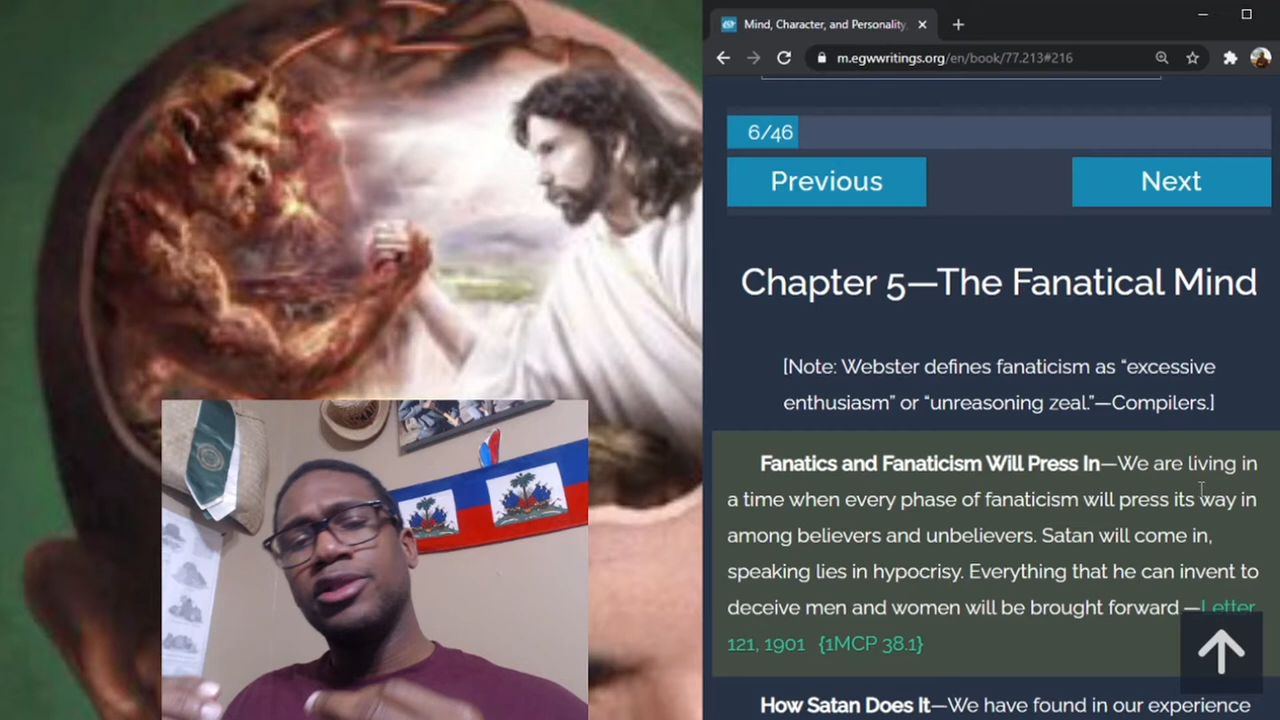 Mind, Character, and Personality
m.egwwritings.org/en/book/77.213#216
6/46
Previous
Next
Chapter 5—The Fanatical Mind
[Note: Webster defines fanaticism as “excessive
enthusiasm” or “unreasoning zeal.”—Compilers.]
Fanatics and Fanaticism Will Press In—We are living in
a time when every phase of fanaticism will press its way in
among believers and unbelievers. Satan will come in,
speaking lies in hypocrisy. Everything that he can invent to
deceive men and women will be brought forward —Letter
121, 1901 {1MCP 38.1}
How Satan Does It—We have found in our experience